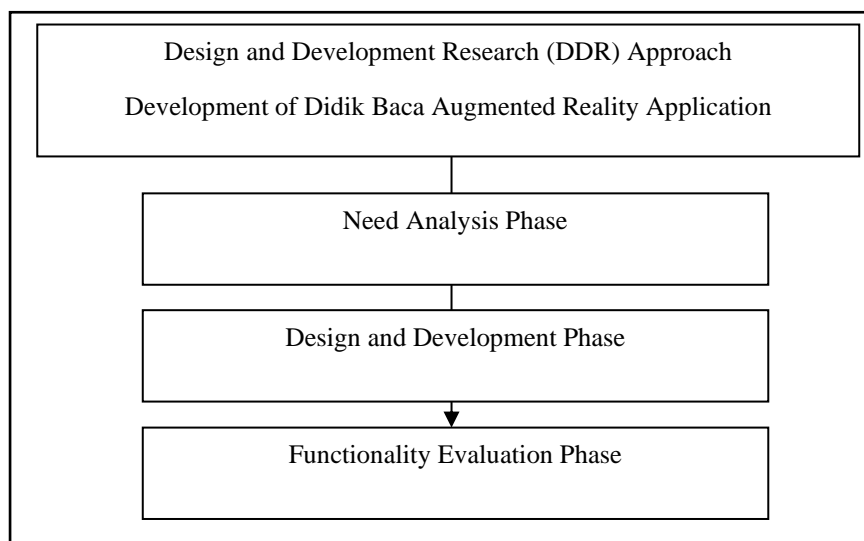 Design and Development Research (DDR) Approach
Development of Didik Baca Augmented Reality Application
Need Analysis Phase
Design and Development Phase
Functionality Evaluation Phase